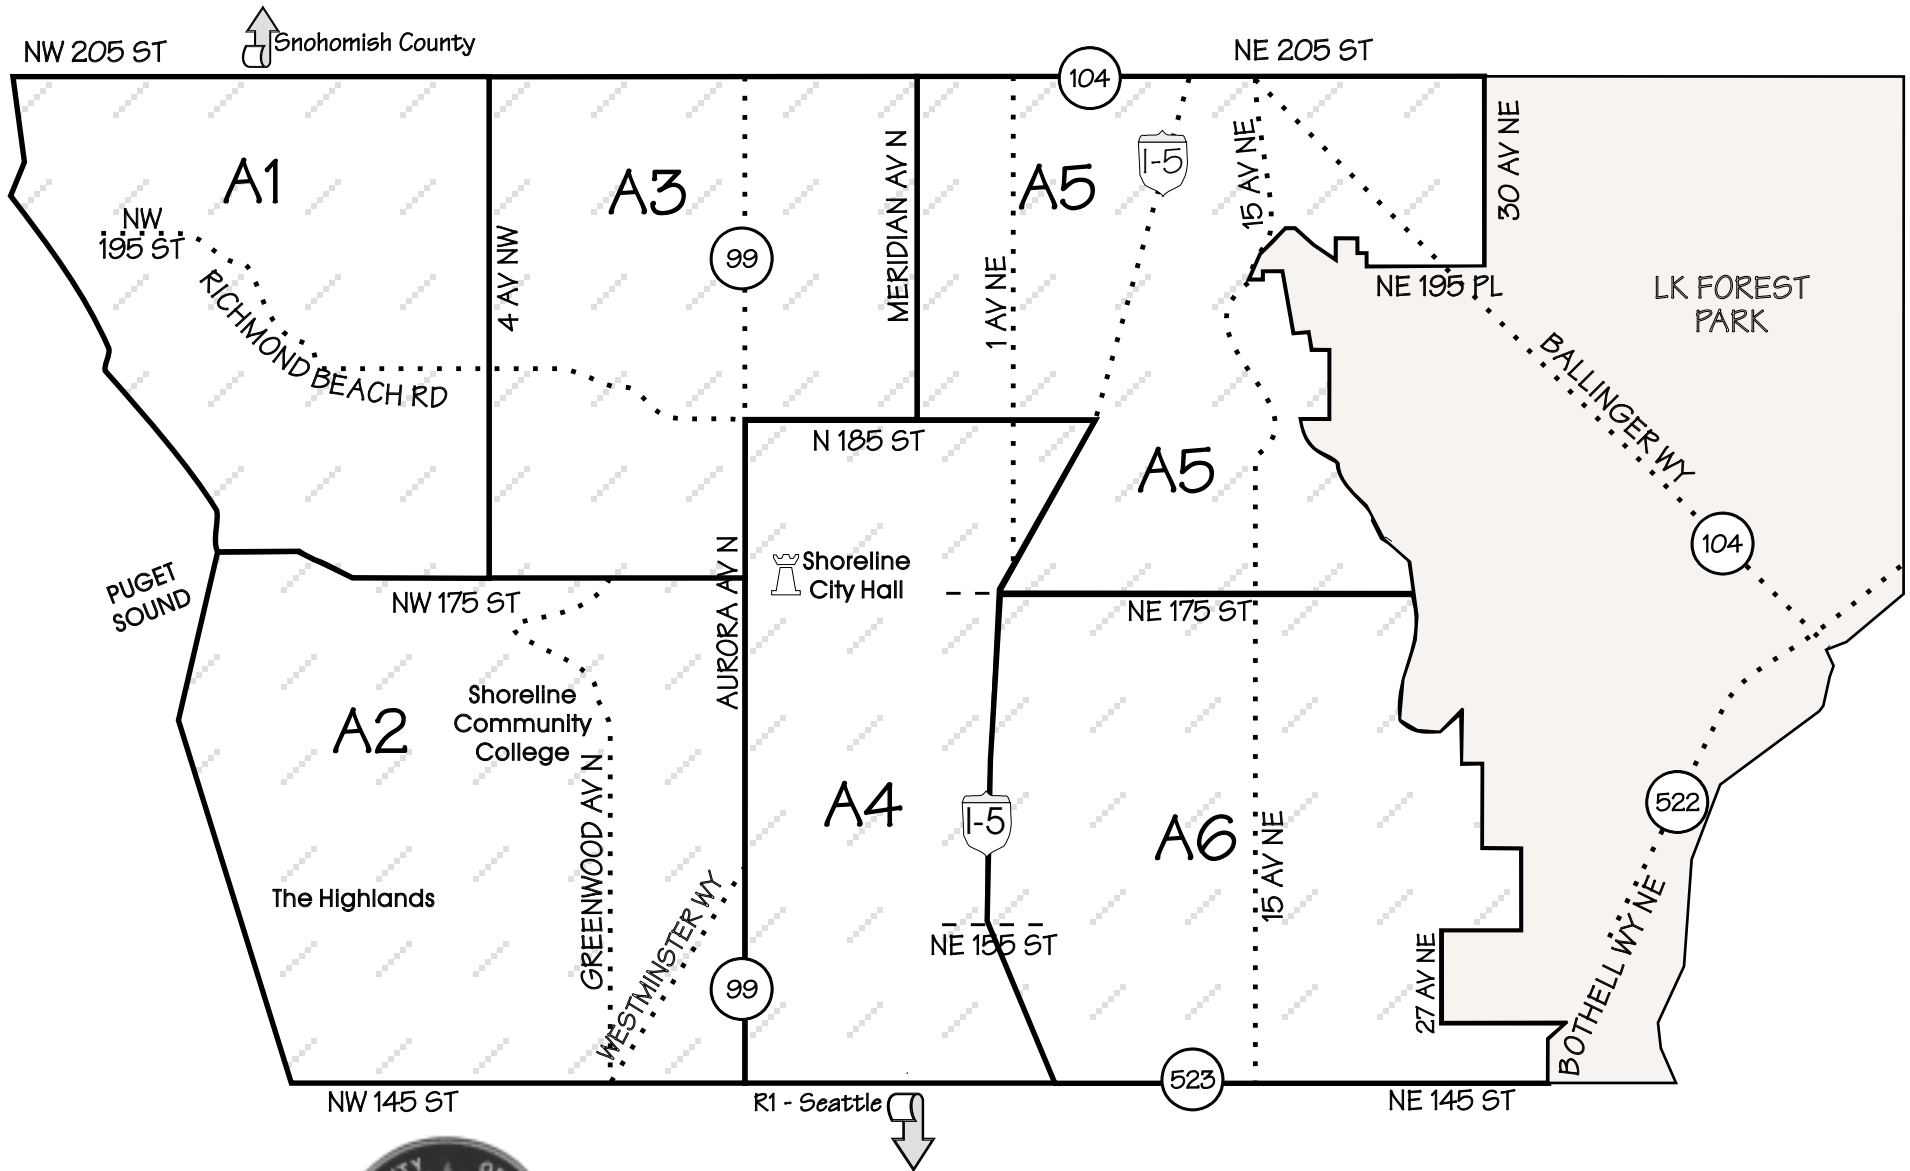 NW 205 ST
Snohomish County
104
NE 205 ST
A1
A3
A5
I-5
15 AV NE
30 AV NE
MERIDIAN AV N
NW
195 ST
99
4 AV NW
1 AV NE
RICHMOND BEACH RD
NE 195 PL
LK FOREST
PARK
BALLINGER WY
N 185 ST
A5
104
PUGET
SOUND
Shoreline
City Hall
AURORA AV N
NW 175 ST
NE 175 ST
A2
Shoreline
Community
College
GREENWOOD AV N
A4
I-5
A6
15 AV NE
522
The Highlands
WESTMINSTER WY
99
NE 155 ST
27 AV NE
BOTHELL WY NE
523
NW 145 ST
R1 - Seattle
NE 145 ST